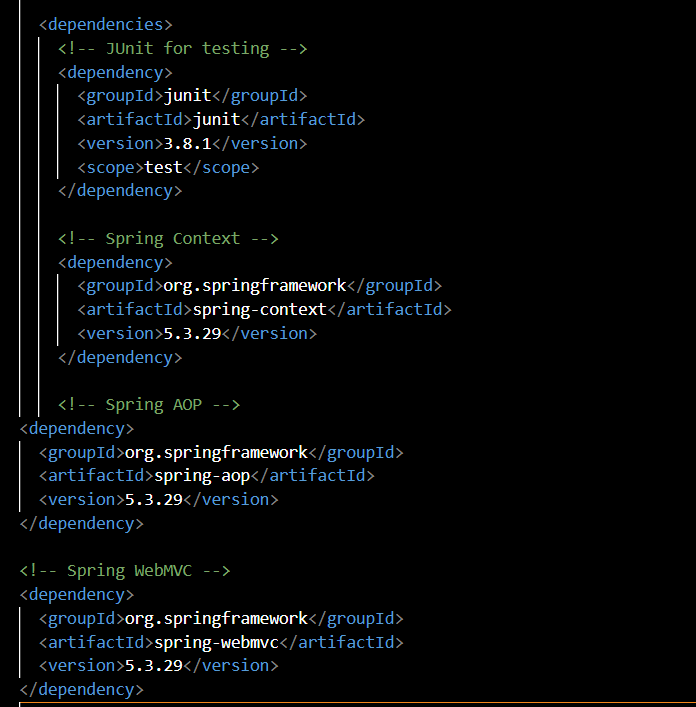 <dependencies>
<!-- JUnit for testing -->
<dependency>
<groupId>junit</groupId>
<artifactId>junit</artifactId>
<version>3.8.1</version>
<scope>test</scope>
</dependency>
<!-- Spring Context -->
<dependency>
<groupId>org.springframework</groupId>
<artifactId>spring-context</artifactId>
<version>5.3.29</version>
</dependency>
<!-- Spring AOP -->
<dependency>
<groupId>org.springframework</groupId>
<artifactId>spring-aop</artifactId>
<version>5.3.29</version>
</dependency>
<!-- Spring WebMVC -->
<dependency>
<groupId>org.springframework</groupId>
<artifactId>spring-webmvc</artifactId>
<version>5.3.29</version>
</dependency>